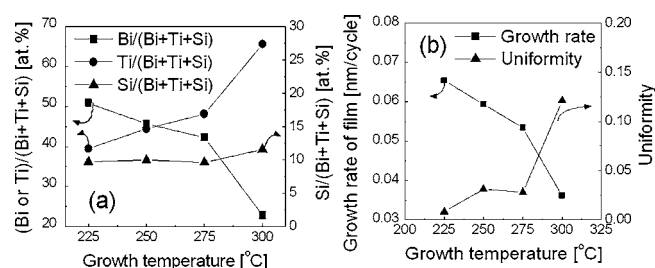 (Bi or Ti)/(Bi+Ti+Si) [at.%]
70
60
50
40
30
20
Bi/(Bi+Ti+Si)
Ti/(Bi+Ti+Si)
Si/(Bi+Ti+Si)
(a)
30
25
20
15
10
5
0
Si/(Bi+Ti+Si) [at.%]
225 250 275 300
Growth temperature [°C]
(b)
Growth rate of film [nm/cycle]
0.08
0.07
0.06
0.05
0.04
0.03
Growth rate
Uniformity
0.20
0.15
0.10
0.05
0.00
Uniformity
200 225 250 275 300 325
Growth temperature [°C]